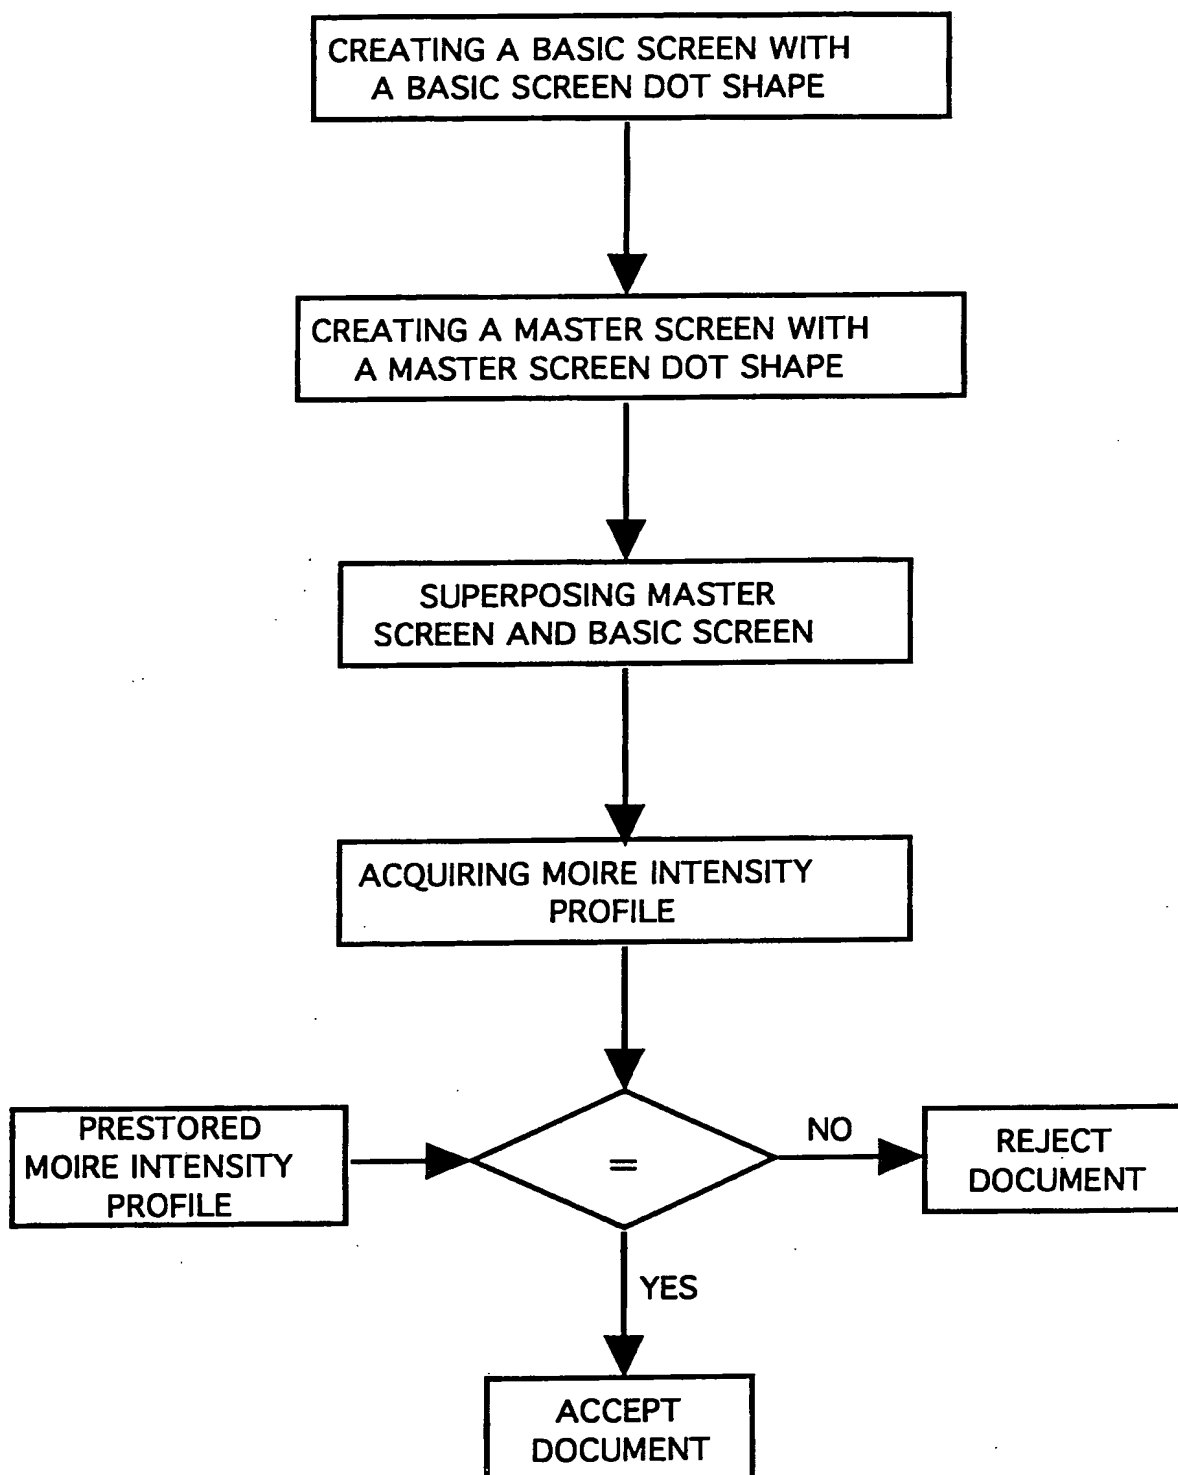 CREATING A BASIC SCREEN WITH
A BASIC SCREEN DOT SHAPE
CREATING A MASTER SCREEN WITH
A MASTER SCREEN DOT SHAPE
SUPERPOSING MASTER
SCREEN AND BASIC SCREEN
ACQUIRING MOIRE INTENSITY
PROFILE
PRESTORED
MOIRE INTENSITY
PROFILE
=
NO
REJECT
DOCUMENT
YES
ACCEPT
DOCUMENT